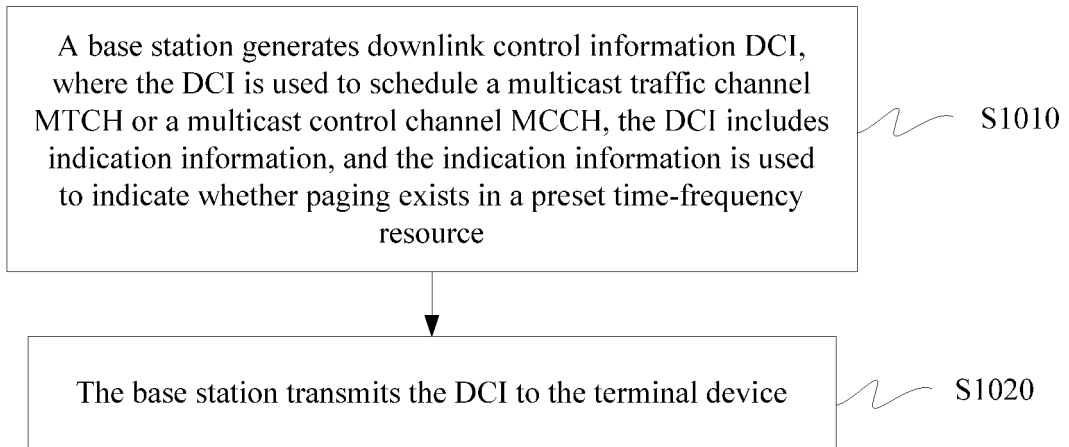 A base station generates downlink control information DCI,
where the DCI is used to schedule a multicast traffic channel
MTCH or a multicast control channel MCCH, the DCI includes
indication information, and the indication information is used
to indicate whether paging exists in a preset time-frequency
resource
S1010
The base station transmits the DCI to the terminal device
S1020